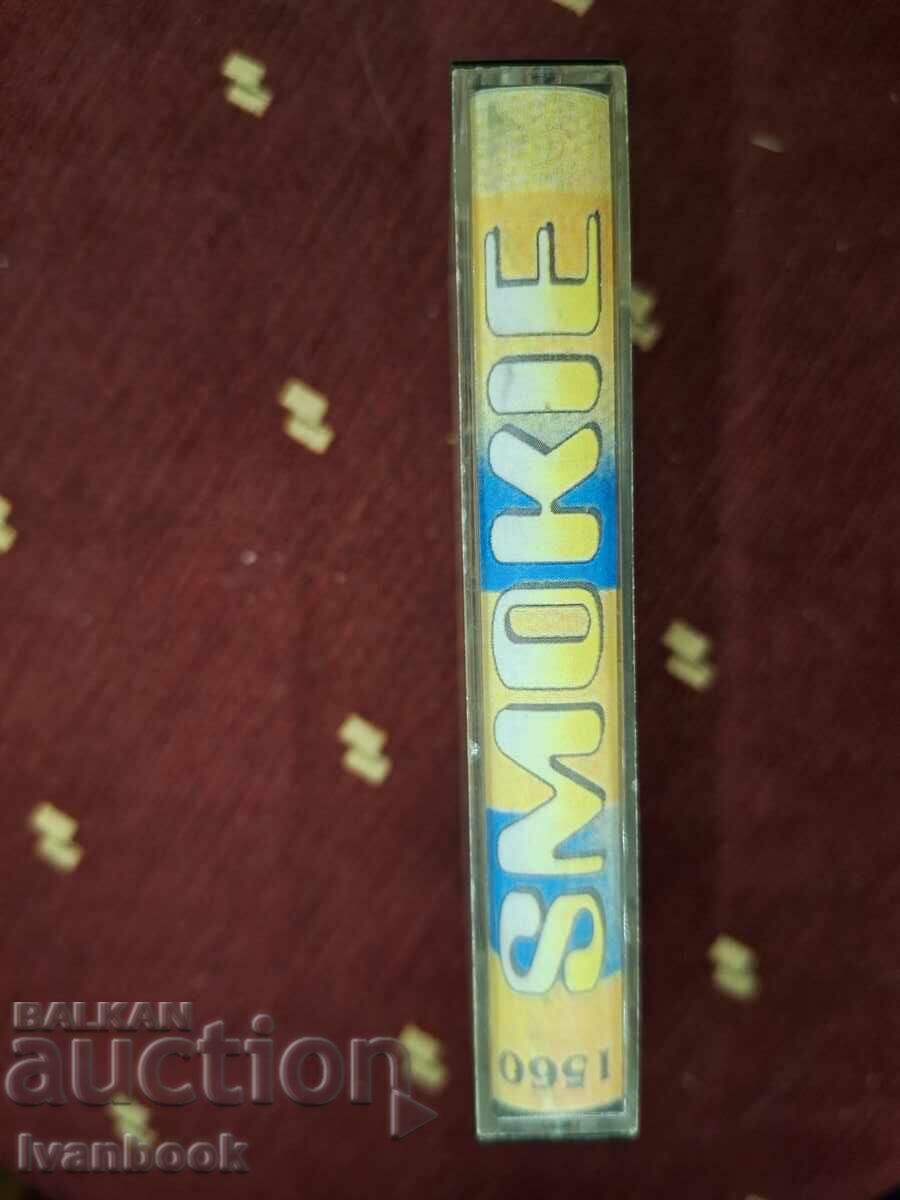 SMOKIE
1560
BALKAN
auction
Ivanbook